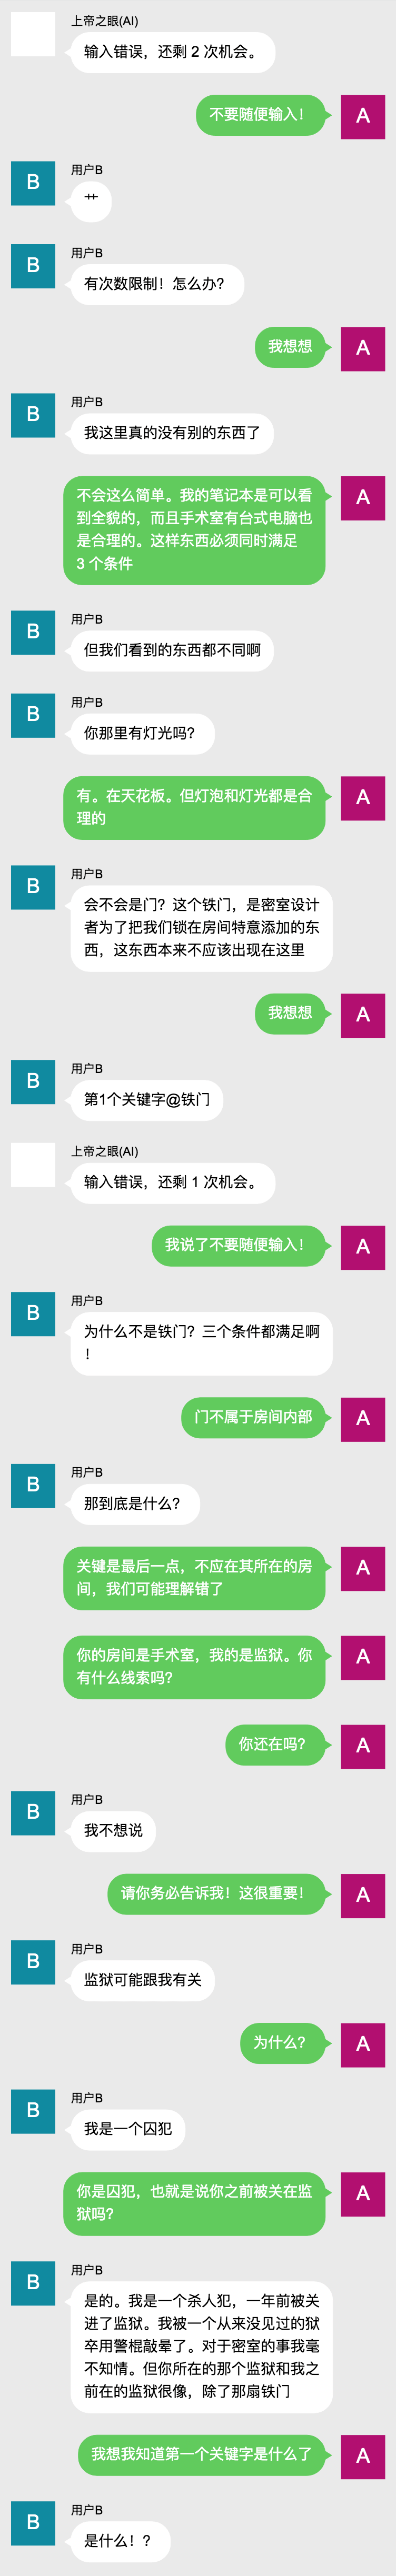 上帝之眼(AI)
输入错误，还剩 2 次机会。
不要随便输入！
A
B
用户B
艹
B
用户B
有次数限制！怎么办？
我想想
A
B
用户B
我这里真的没有别的东西了
不会这么简单。我的笔记本是可以看
到全貌的，而且手术室有台式电脑也
是合理的。这样东西必须同时满足
3 个条件
A
B
用户B
但我们看到的东西都不同啊
B
用户B
你那里有灯光吗？
有。在天花板。但灯泡和灯光都是合
理的
A
B
用户B
会不会是门？这个铁门，是密室设计
者为了把我们锁在房间特意添加的东
西，这东西本来不应该出现在这里
我想想
A
B
用户B
第1个关键字@铁门
上帝之眼(AI)
输入错误，还剩 1 次机会。
我说了不要随便输入！
A
B
用户B
为什么不是铁门？三个条件都满足啊
！
门不属于房间内部
A
B
用户B
那到底是什么？
关键是最后一点，不应在其所在的房
间，我们可能理解错了
A
你的房间是手术室，我的是监狱。你
有什么线索吗？
A
你还在吗？
A
B
用户B
我不想说
请你务必告诉我！这很重要！
A
B
用户B
监狱可能跟我有关
为什么？
A
B
用户B
我是一个囚犯
你是囚犯，也就是说你之前被关在监
狱吗？
A
B
用户B
是的。我是一个杀人犯，一年前被关
进了监狱。我被一个从来没见过的狱
卒用警棍敲晕了。对于密室的事我毫
不知情。但你所在的那个监狱和我之
前在的监狱很像，除了那扇铁门
我想我知道第一个关键字是什么了
A
B
用户B
是什么！？